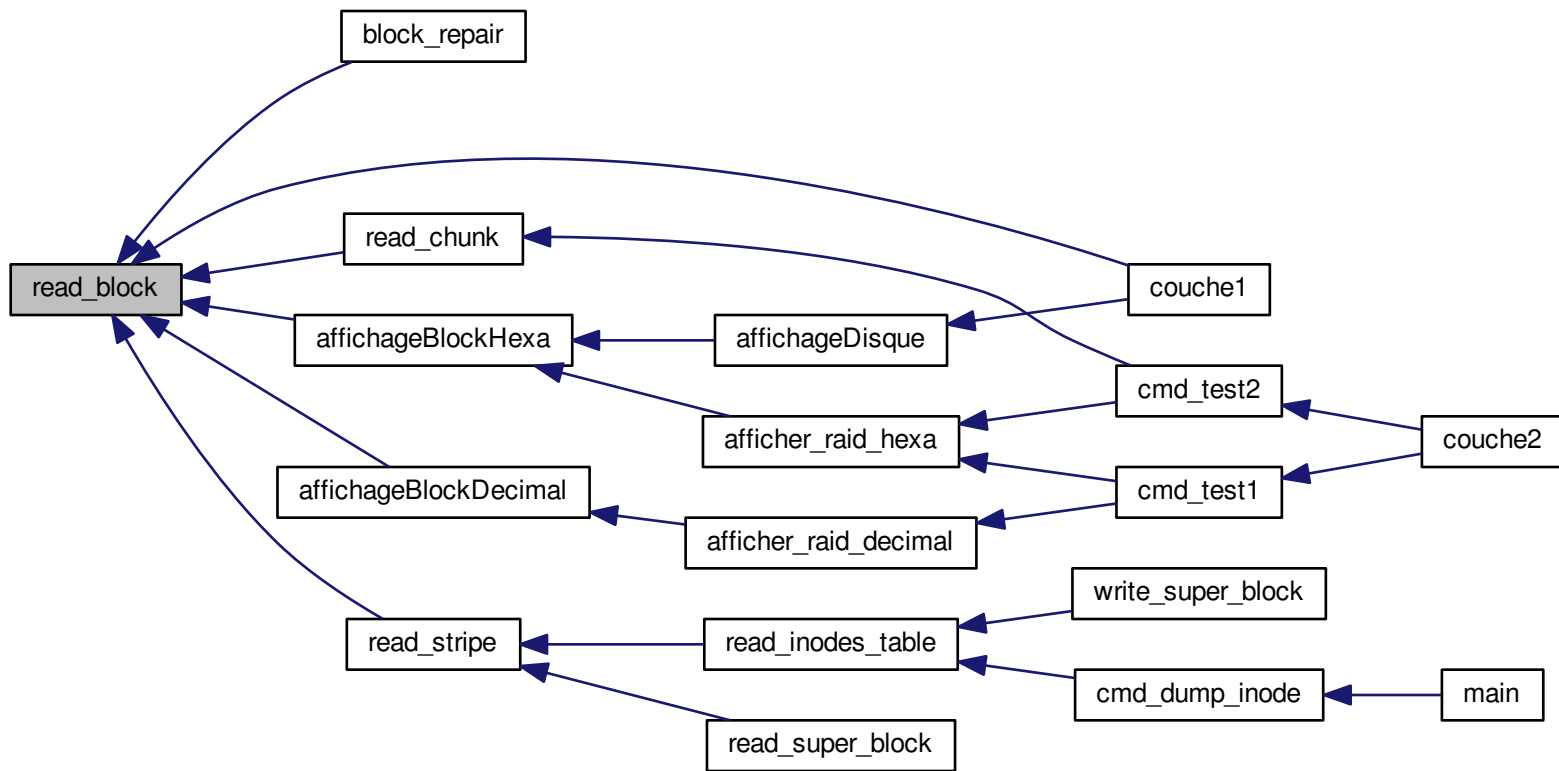 block_repair
read_chunk
read_block
couche1
affichageBlockHexa
affichageDisque
cmd_test2
afficher_raid_hexa
couche2
affichageBlockDecimal
cmd_test1
afficher_raid_decimal
write_super_block
read_stripe
read_inodes_table
cmd_dump_inode
main
read_super_block